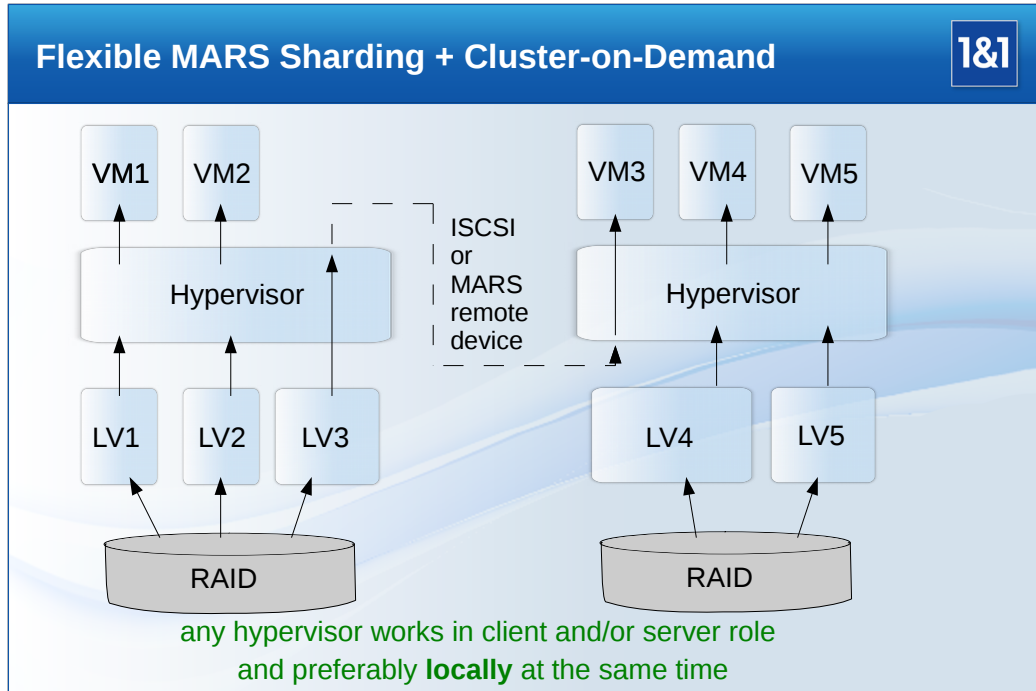 Flexible MARS Sharding + Cluster-on-Demand
1&1
VM1
VM2
VM3
VM4
VM5
ISCSI
or
MARS
remote
device
Hypervisor
Hypervisor
LV1
LV2
LV3
LV4
LV5
RAID
RAID
any hypervisor works in client and/or server role
and preferably locally at the same time